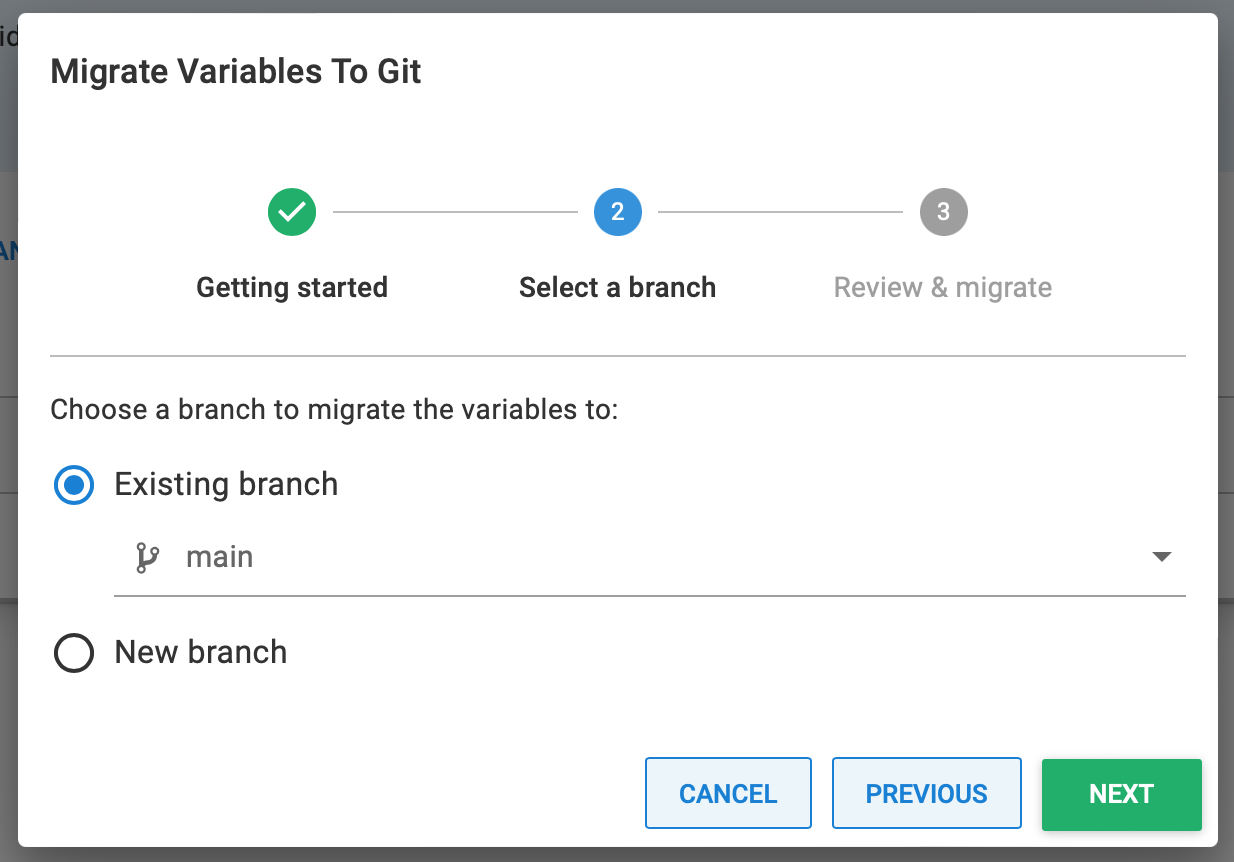 Migrate Variables To Git
2
3
Getting started
Select a branch
Review & migrate
Choose a branch to migrate the variables to:
Existing branch
main
New branch
CANCEL
PREVIOUS
NEXT